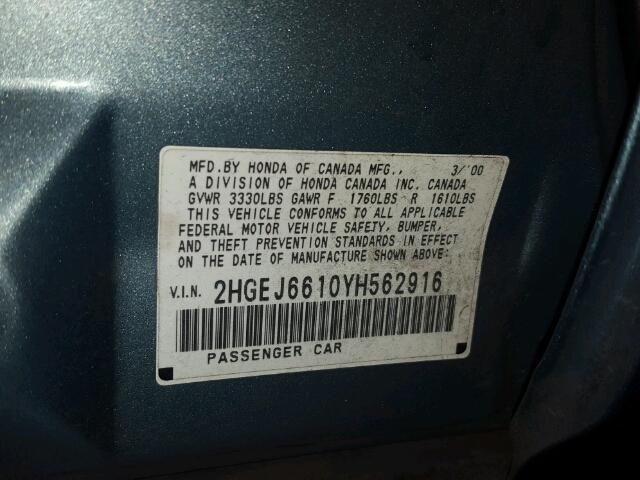 MFD.BY HONDA OF CANADA MFG., 3/'00
A DIVISION OF HONDA CANADA INC. CANADA
GVWR 3330LBS GAWR F 1760LBS R 1610LBS
THIS VEHICLE CONFORMS TO ALL APPLICABLE
FEDERAL MOTOR VEHICLE SAFETY, BUMPER,
AND THEFT PREVENTION STANDARDS IN EFFECT
ON THE DATE OF MANUFACTURE SHOWN ABOVE:
V.I.N. 2HGEJ6610YH562916
PASSENGER CAR